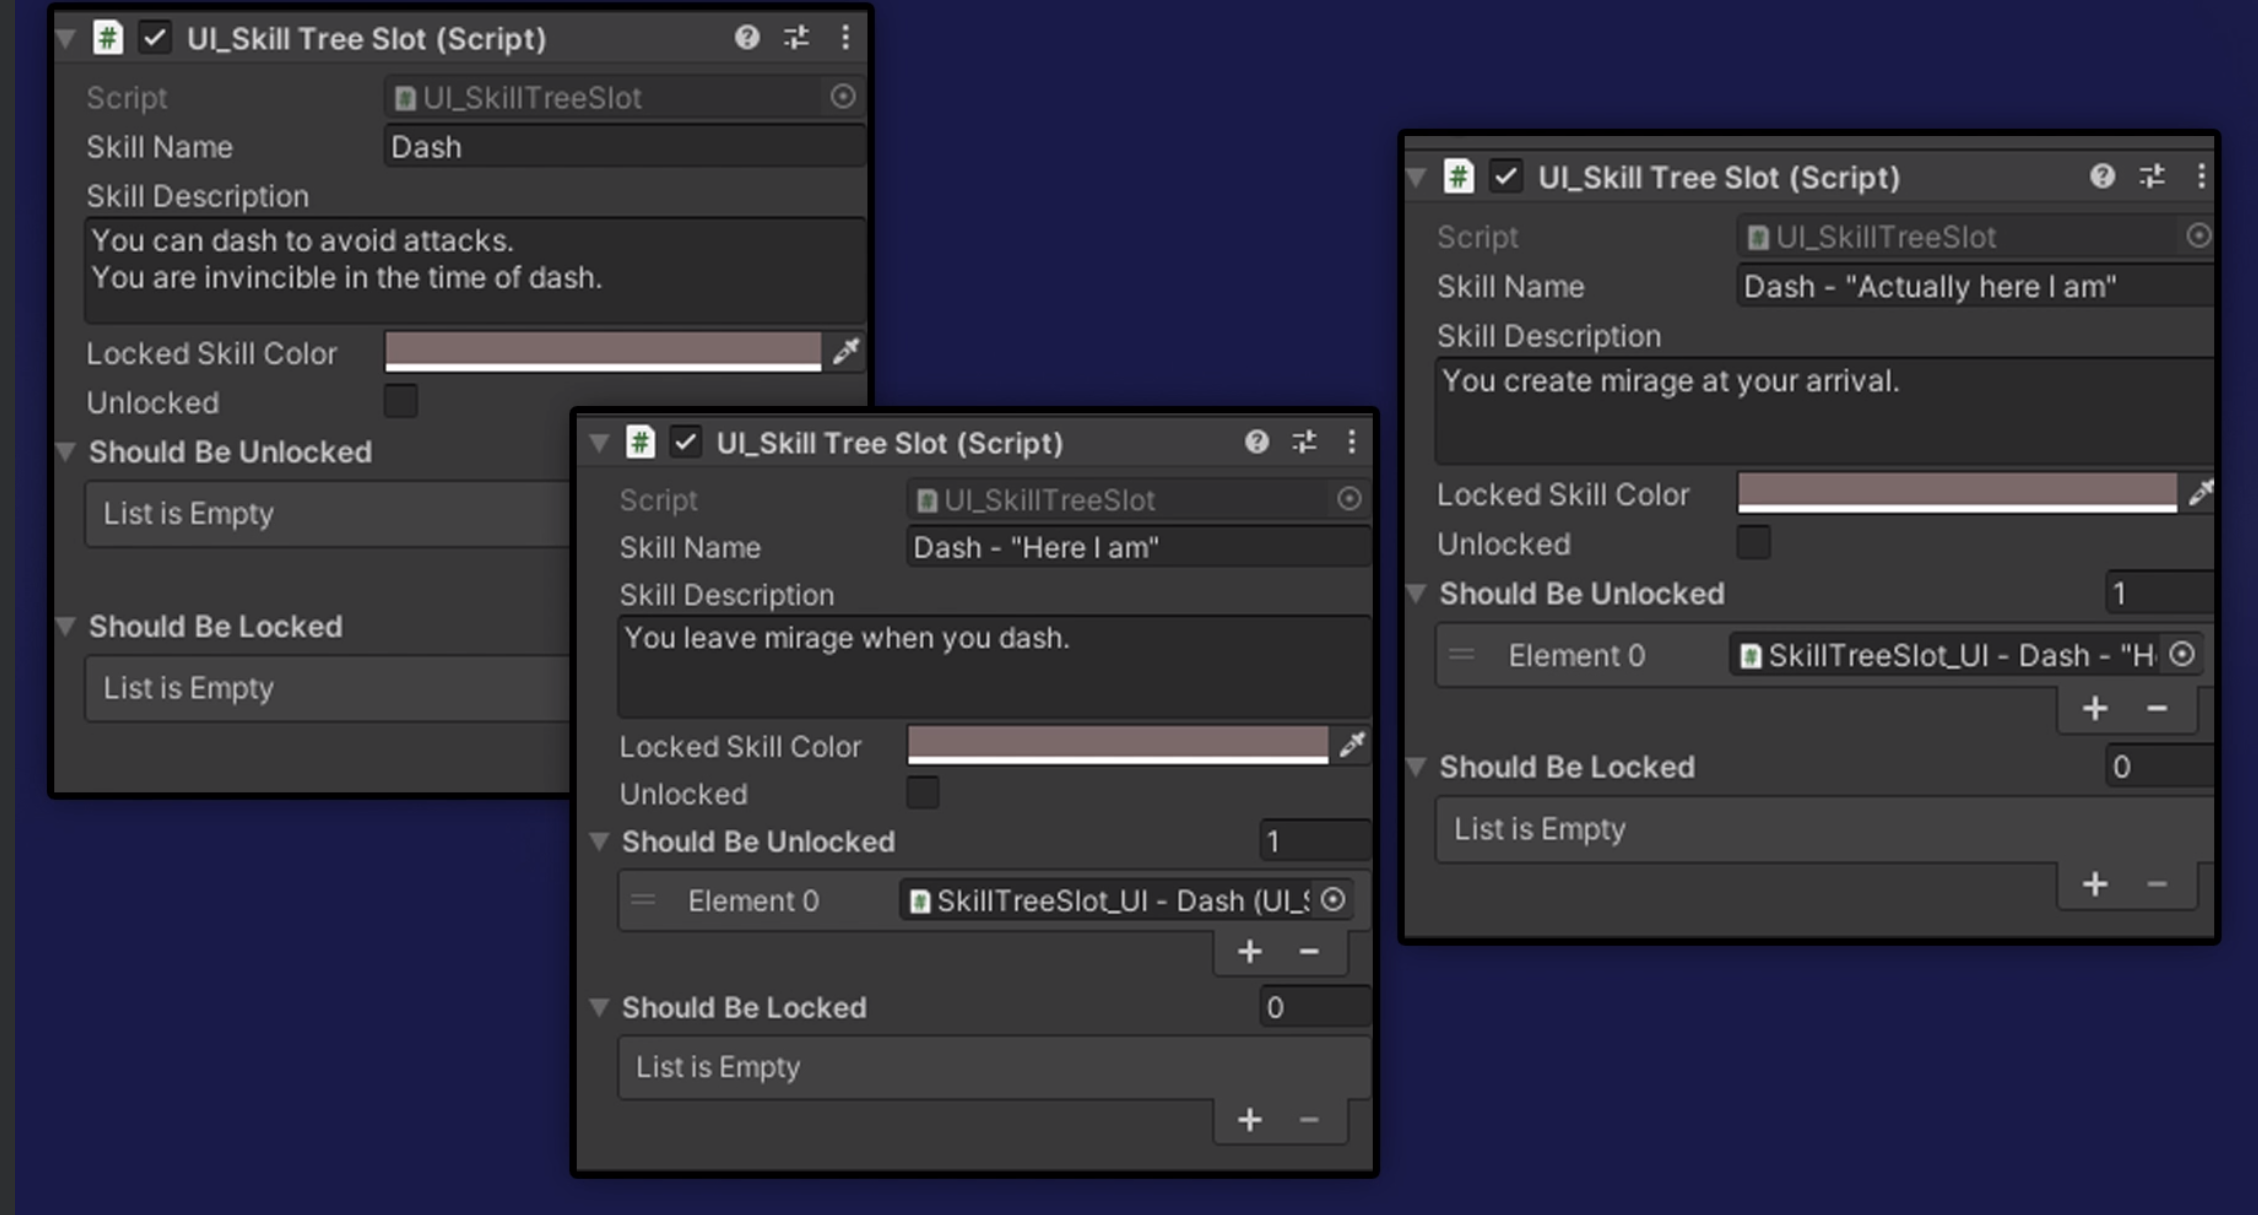 UI_Skill Tree Slot (Script)
Script UI_SkillTreeSlot
Skill Name Dash
Skill Description
You can dash to avoid attacks.
You are invincible in the time of dash.
Locked Skill Color
Unlocked
Should Be Unlocked
List is Empty
Should Be Locked
List is Empty
UI_Skill Tree Slot (Script)
Script UI_SkillTreeSlot
Skill Name Dash - "Here I am"
Skill Description
You leave mirage when you dash.
Locked Skill Color
Unlocked
Should Be Unlocked 1
Element 0 SkillTreeSlot_UI - Dash (UI_S
+ −
Should Be Locked 0
List is Empty
+ −
UI_Skill Tree Slot (Script)
Script UI_SkillTreeSlot
Skill Name Dash - "Actually here I am"
Skill Description
You create mirage at your arrival.
Locked Skill Color
Unlocked
Should Be Unlocked 1
Element 0 SkillTreeSlot_UI - Dash - "H
+ −
Should Be Locked 0
List is Empty
+ −